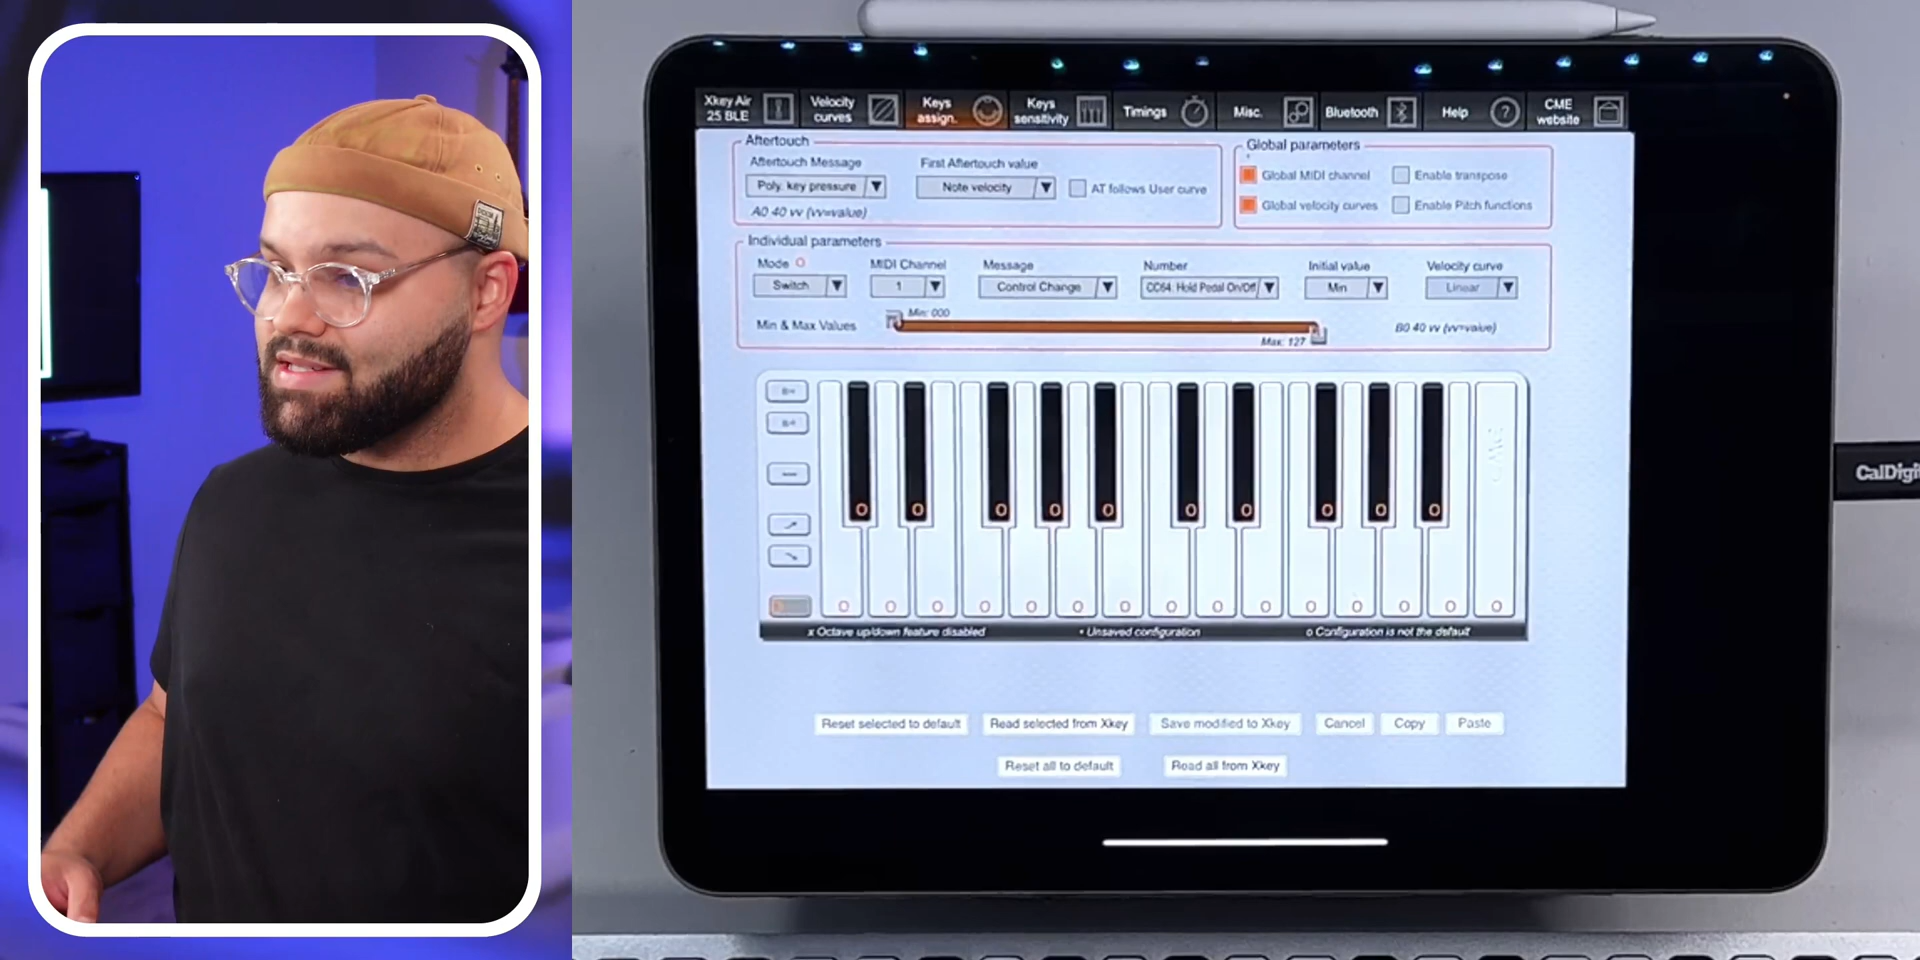 Xkey Air
25 BLE
Velocity
curves
Keys
assign.
Keys
sensitivity
Timings
Misc.
Bluetooth
Help
?
CME
website
Aftertouch
Aftertouch Message
First Aftertouch value
Poly. key pressure
Note velocity
AT follows User curve
A0 40 vv (vv=value)
Global parameters
Global MIDI channel
Enable transpose
Global velocity curves
Enable Pitch functions
Individual parameters
Mode O
MIDI Channel
Message
Number
Initial value
Velocity curve
Switch
1
Control Change
CC64: Hold Pedal On/Off
Min
Linear
Min & Max Values
Min: 000
Max: 127
B0 40 vv (vv=value)
x Octave up/down feature disabled
• Unsaved configuration
o Configuration is not the default
Reset selected to default
Read selected from Xkey
Save modified to Xkey
Cancel
Copy
Paste
Reset all to default
Read all from Xkey
CalDigit